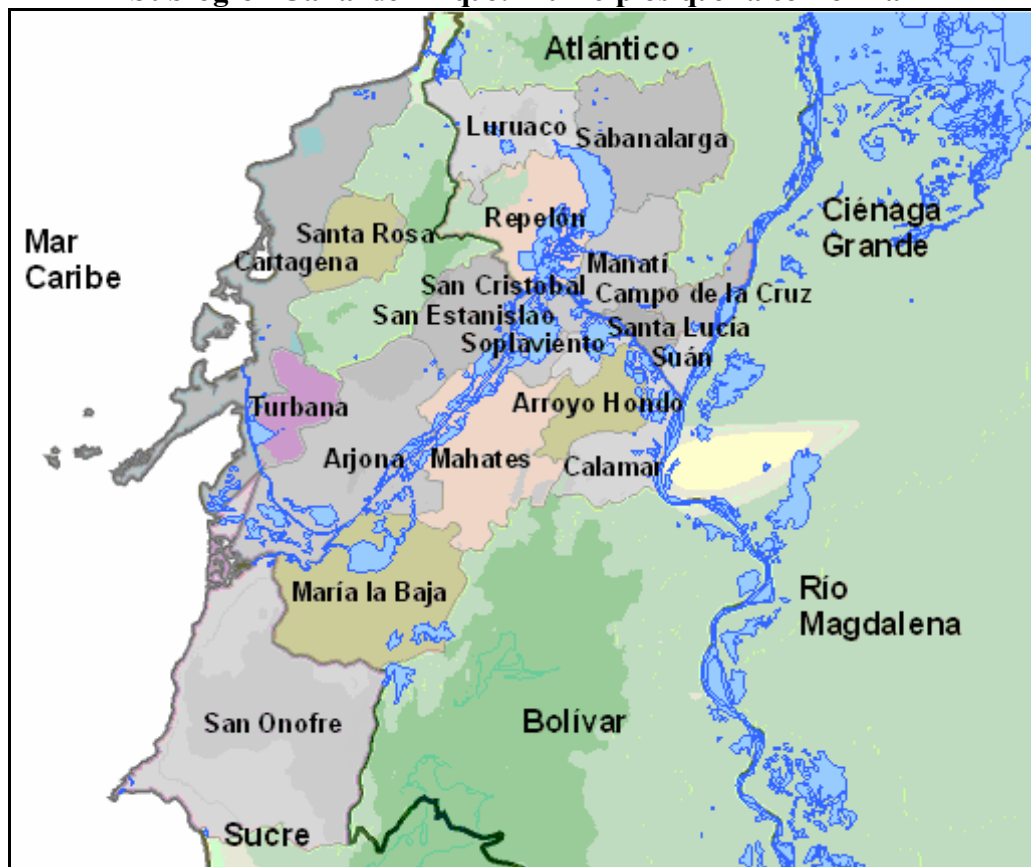 Atlántico
Luruaco
Sabanalarga
Mar
Caribe
Ciénaga
Grande
Repelón
Santa Rosa
Cartagena
Manatí
San Cristobal
Campo de la Cruz
San Estanislao
Santa Lucía
Soplaviento
Suán
Turbana
Arroyo Hondo
Arjona
Mahates
Calamar
María la Baja
Río
Magdalena
San Onofre
Bolívar
Sucre